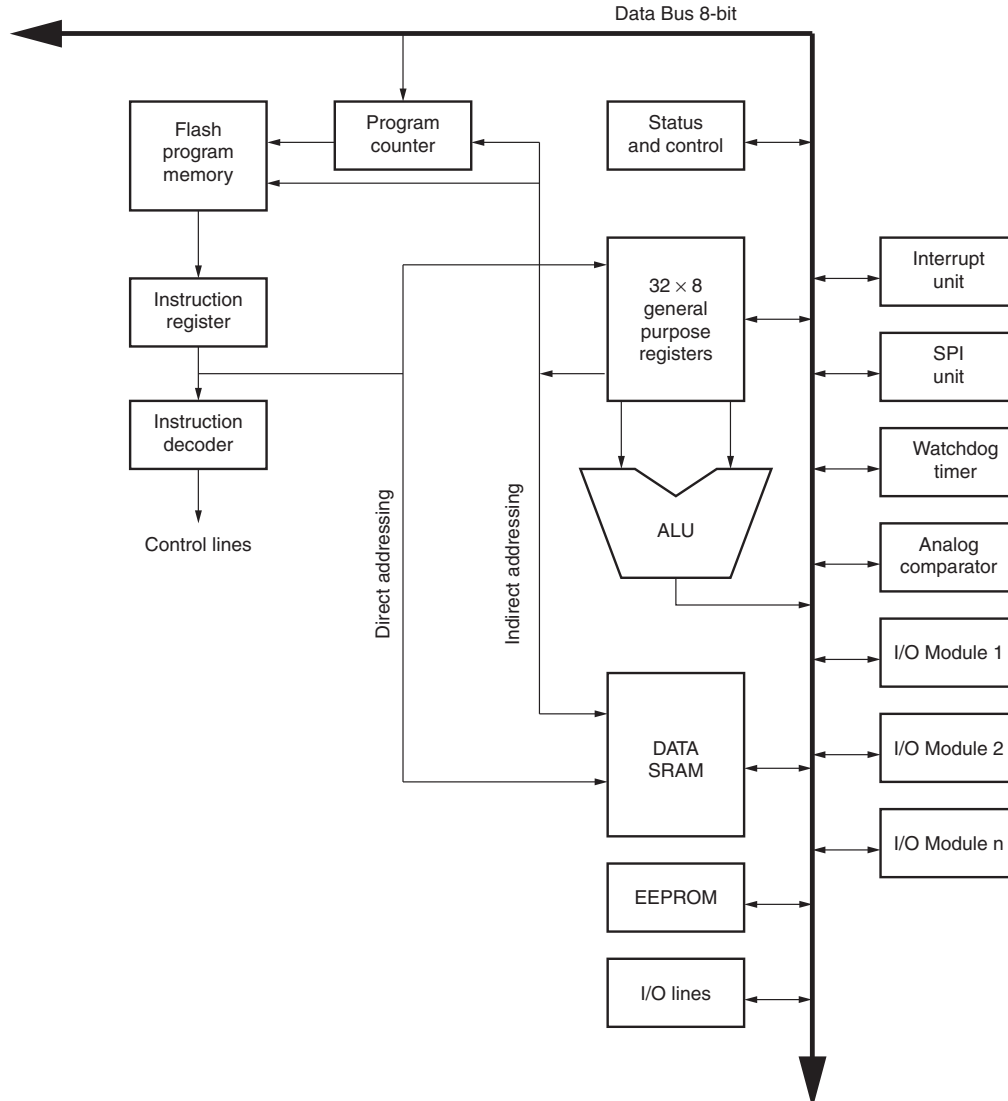 Data Bus 8-bit
Flash
program
memory
Program
counter
Status
and control
Instruction
register
32 × 8
general
purpose
registers
Interrupt
unit
SPI
unit
Instruction
decoder
Watchdog
timer
Control lines
Direct addressing
Indirect addressing
ALU
Analog
comparator
I/O Module 1
DATA
SRAM
I/O Module 2
I/O Module n
EEPROM
I/O lines